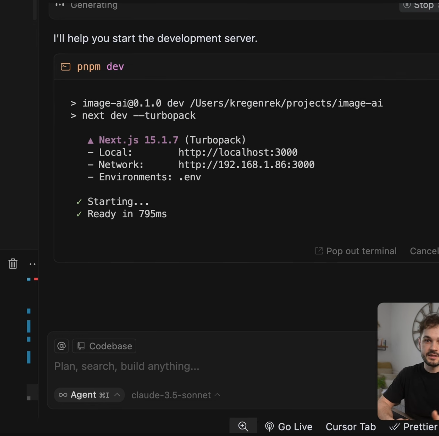 Generating
Stop
I'll help you start the development server.
pnpm dev
> image-ai@0.1.0 dev /Users/kregenrek/projects/image-ai
> next dev --turbopack
▲ Next.js 15.1.7 (Turbopack)
- Local: http://localhost:3000
- Network: http://192.168.1.86:3000
- Environments: .env
✓ Starting...
✓ Ready in 795ms
Pop out terminal Cancel
@ Codebase
Plan, search, build anything...
∞ Agent ⌘I claude-3.5-sonnet
Go Live Cursor Tab Prettier